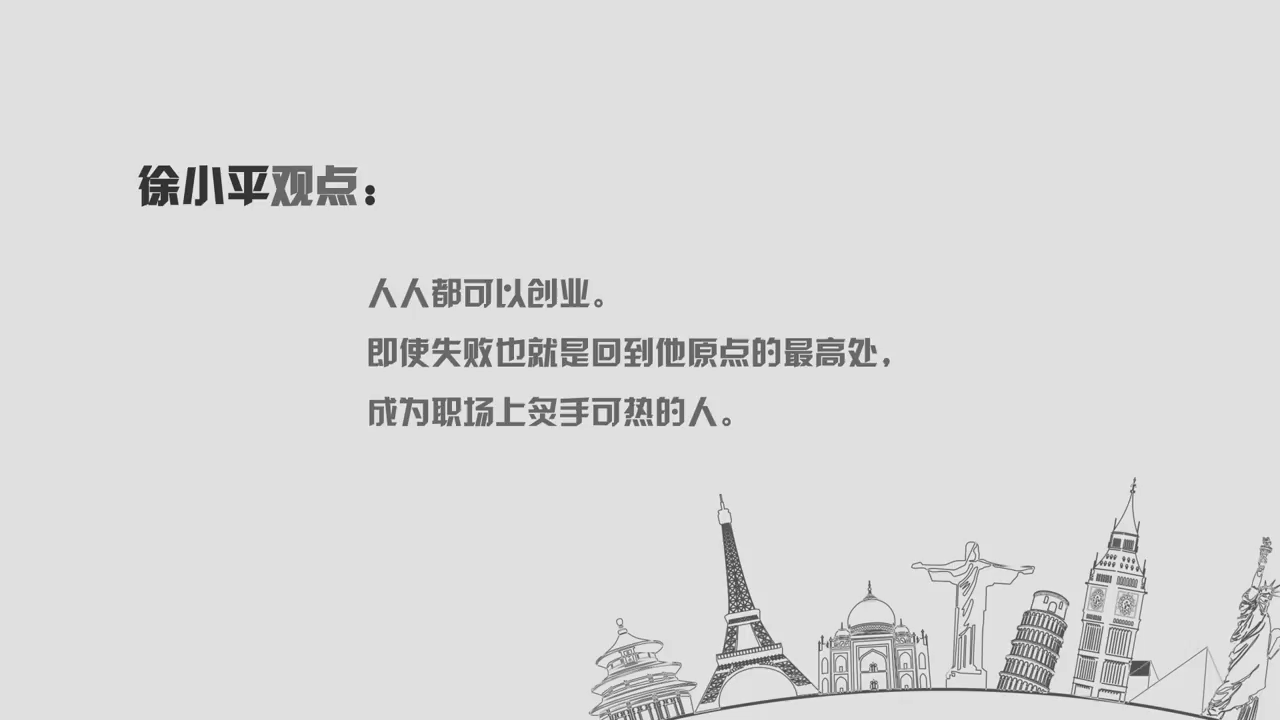 徐小平观点：
人人都可以创业。
即使失败也就是回到他原点的最高处，
成为职场上炙手可热的人。